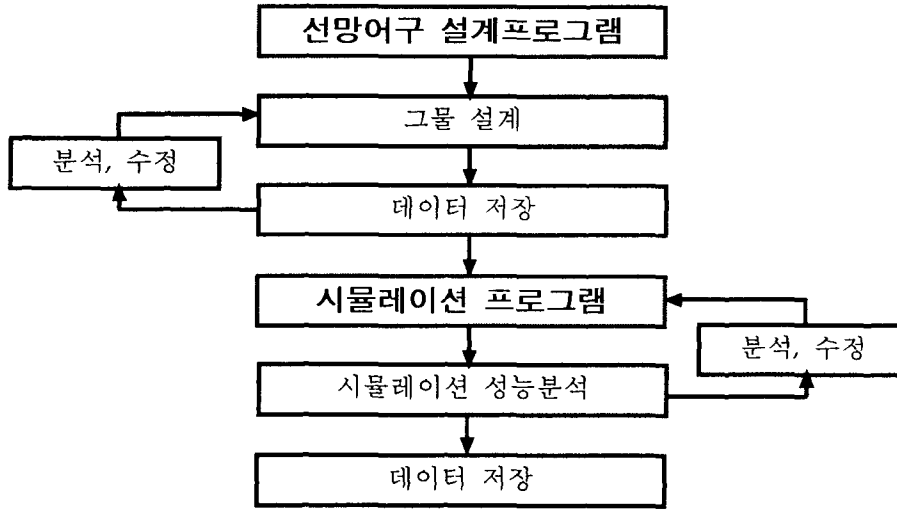 선망어구 설계프로그램
그물 설계
분석, 수정
데이터 저장
시뮬레이션 프로그램
분석, 수정
시뮬레이션 성능분석
데이터 저장